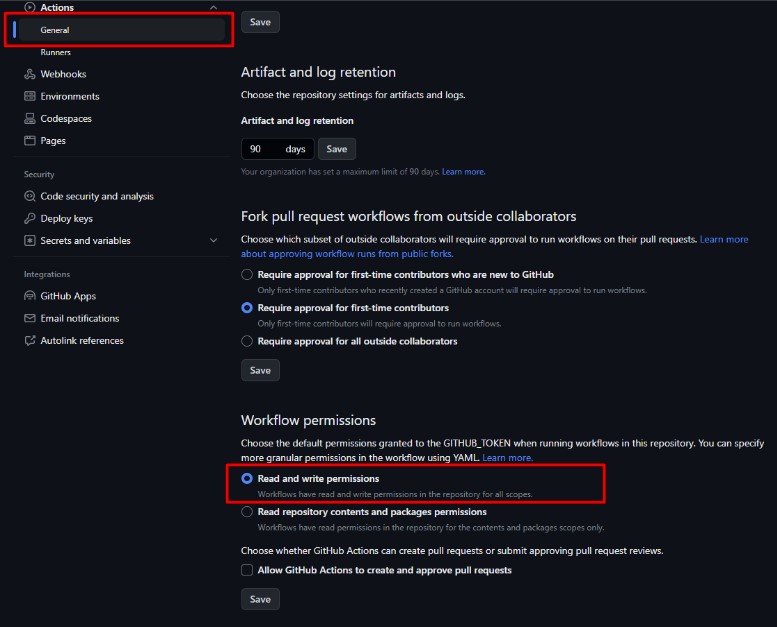 Actions
General
Runners
Webhooks
Environments
Codespaces
Pages
Security
Code security and analysis
Deploy keys
Secrets and variables
Integrations
GitHub Apps
Email notifications
Autolink references
Save
Artifact and log retention
Choose the repository settings for artifacts and logs.
Artifact and log retention
90 days Save
Your organization has set a maximum limit of 90 days. Learn more.
Fork pull request workflows from outside collaborators
Choose which subset of outside collaborators will require approval to run workflows on their pull requests. Learn more
about approving workflow runs from public forks.
Require approval for first-time contributors who are new to GitHub
Only first-time contributors who recently created a GitHub account will require approval to run workflows.
Require approval for first-time contributors
Only first-time contributors will require approval to run workflows.
Require approval for all outside collaborators
Save
Workflow permissions
Choose the default permissions granted to the GITHUB_TOKEN when running workflows in this repository. You can specify
more granular permissions in the workflow using YAML. Learn more.
Read and write permissions
Workflows have read and write permissions in the repository for all scopes.
Read repository contents and packages permissions
Workflows have read permissions in the repository for the contents and packages scopes only.
Choose whether GitHub Actions can create pull requests or submit approving pull request reviews.
Allow GitHub Actions to create and approve pull requests
Save